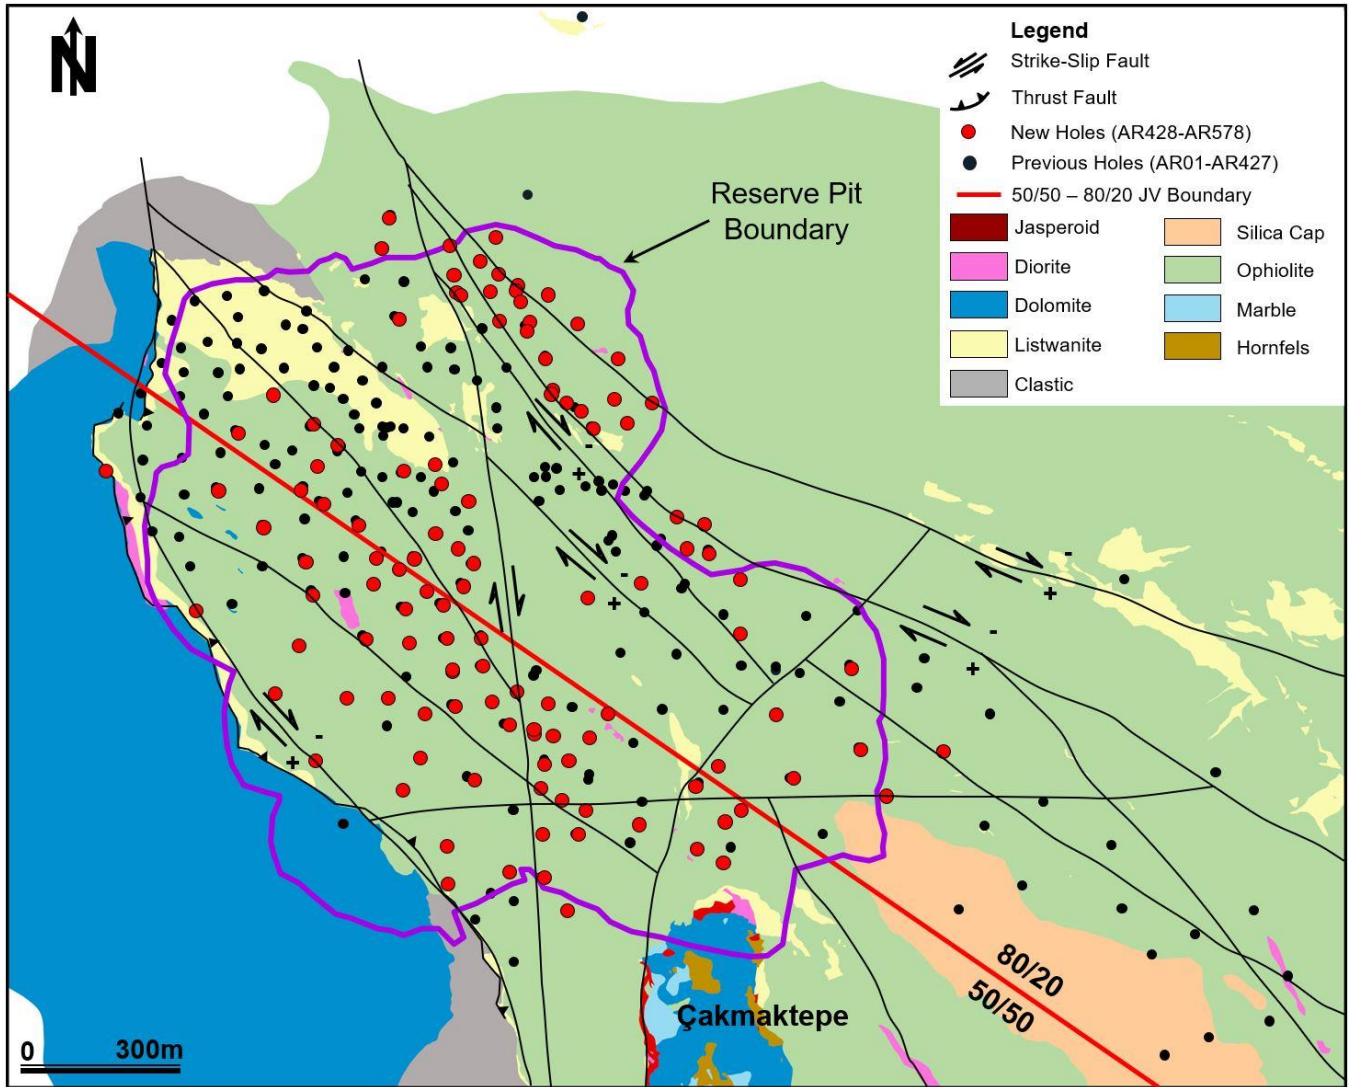 N
Legend
Strike-Slip Fault
Thrust Fault
New Holes (AR428-AR578)
Previous Holes (AR01-AR427)
50/50 – 80/20 JV Boundary
Jasperoid
Diorite
Dolomite
Listwanite
Clastic
Silica Cap
Ophiolite
Marble
Hornfels
Reserve Pit
Boundary
-
+
-
+
-
+
-
+
-
+
80/20
50/50
Çakmaktepe
0 300m